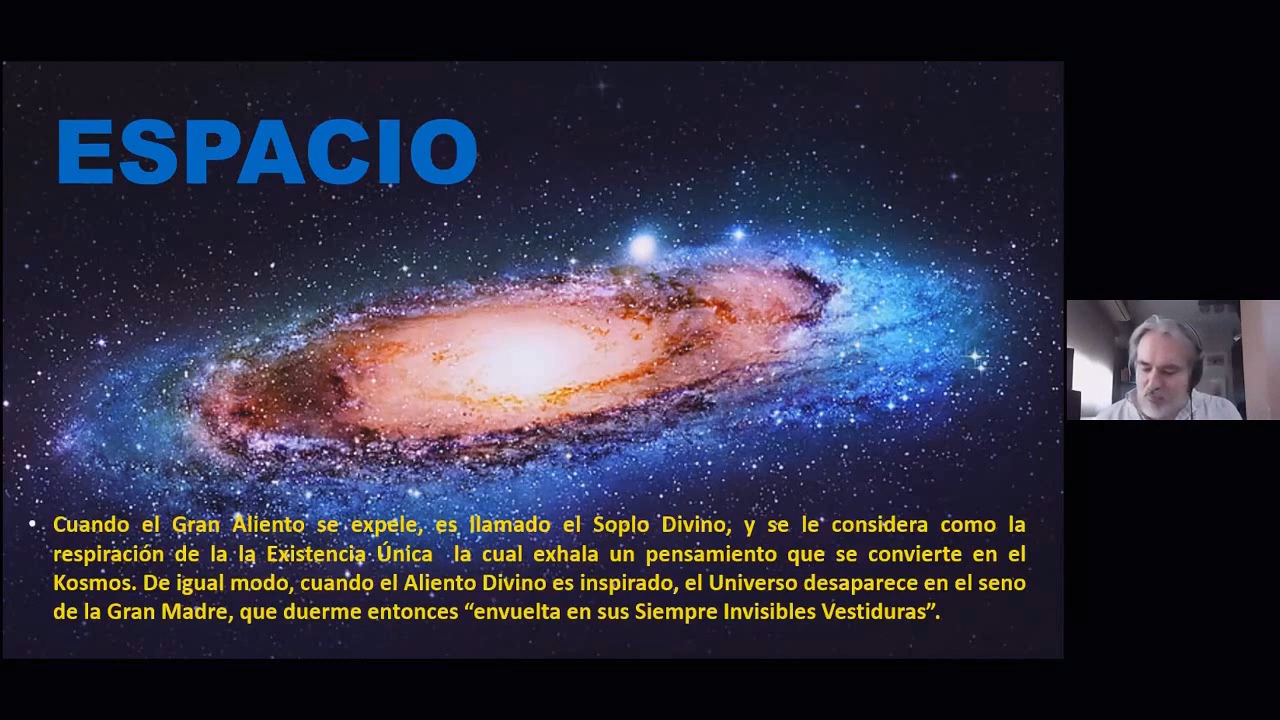 ESPACIO
• Cuando el Gran Aliento se expele, es llamado el Soplo Divino, y se le considera como la
respiración de la la Existencia Única la cual exhala un pensamiento que se convierte en el
Kosmos. De igual modo, cuando el Aliento Divino es inspirado, el Universo desaparece en el seno
de la Gran Madre, que duerme entonces “envuelta en sus Siempre Invisibles Vestiduras”.